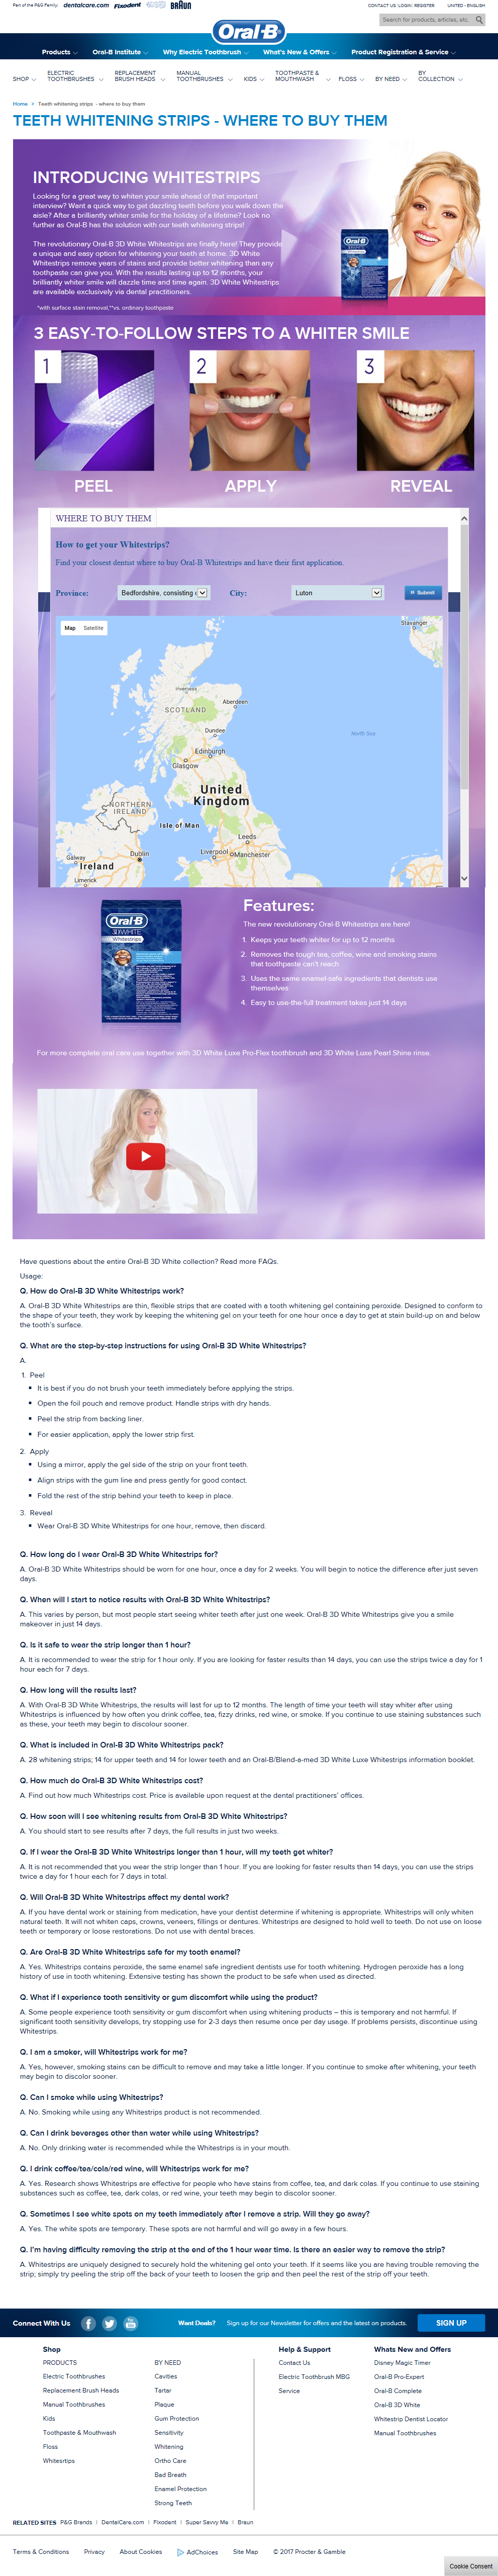 Part of the P&G Family:
dentalcare.com
Fixodent
BRAUN
CONTACT US LOGIN REGISTER
UNITED - ENGLISH
Search for products, articles, etc.
Oral-B
Products
Oral-B Institute
Why Electric Toothbrush
What's New & Offers
Product Registration & Service
SHOP
ELECTRIC TOOTHBRUSHES
REPLACEMENT BRUSH HEADS
MANUAL TOOTHBRUSHES
KIDS
TOOTHPASTE & MOUTHWASH
FLOSS
BY NEED
BY COLLECTION
Home > Teeth whitening strips - where to buy them
TEETH WHITENING STRIPS - WHERE TO BUY THEM
INTRODUCING WHITESTRIPS
Looking for a great way to whiten your smile ahead of that important
interview? Want a quick way to get dazzling teeth before you walk down the
aisle? After a brilliantly white smile for the holiday of a lifetime? Look no
further as Oral-B has the solution with our teeth whitening strips!
The revolutionary Oral-B 3D White Whitestrips are finally here! They provide
a unique and easy option for whitening your teeth at home. 3D White
Whitestrips remove years of stains and provide better whitening than any
toothpaste can give you. With the results lasting up to 12 months, your
brilliantly whiter smile will dazzle time and time again. 3D White Whitestrips
are available exclusively via dental practitioners.
*with surface stain removal,**vs. ordinary toothpaste
Oral-B
3 EASY-TO-FOLLOW STEPS TO A WHITER SMILE
1
2
3
PEEL
APPLY
REVEAL
WHERE TO BUY THEM
How to get your Whitestrips?
Find your closest dentist where to buy Oral-B Whitestrips and have their first application.
Province:
Bedfordshire, consisting
City:
Luton
Submit
Map
Satellite
Stavanger
Inverness
Aberdeen
SCOTLAND
Dundee
North Sea
Edinburgh
Glasgow
United
Kingdom
NORTHERN
IRELAND
Isle of Man
Leeds
Dublin
Liverpool
Manchester
Galway
Ireland
Limerick
Oral-B
3DWHITE
Whitestrips
Features:
The new revolutionary Oral-B Whitestrips are here!
1. Keeps your teeth whiter for up to 12 months
2. Removes the tough tea, coffee, wine and smoking stains
that toothpaste can't reach
3. Uses the same enamel-safe ingredients that dentists use
themselves
4. Easy to use-the-full treatment takes just 14 days
For more complete oral care use together with 3D White Luxe Pro-Flex toothbrush and 3D White Luxe Pearl Shine rinse.
Have questions about the entire Oral-B 3D White collection? Read more FAQs.
Usage:
Q. How do Oral-B 3D White Whitestrips work?
A. Oral-B 3D White Whitestrips are thin, flexible strips that are coated with a tooth whitening gel containing peroxide. Designed to conform to
the shape of your teeth, they work by keeping the whitening gel on your teeth for one hour once a day to get at stain build-up on and below
the tooth's surface.
Q. What are the step-by-step instructions for using Oral-B 3D White Whitestrips?
A.
1. Peel
It is best if you do not brush your teeth immediately before applying the strips.
Open the foil pouch and remove product. Handle strips with dry hands.
Peel the strip from backing liner.
For easier application, apply the lower strip first.
2. Apply
Using a mirror, apply the gel side of the strip on your front teeth.
Align strips with the gum line and press gently for good contact.
Fold the rest of the strip behind your teeth to keep in place.
3. Reveal
Wear Oral-B 3D White Whitestrips for one hour, remove, then discard.
Q. How long do I wear Oral-B 3D White Whitestrips for?
A. Oral-B 3D White Whitestrips should be worn for one hour, once a day for 2 weeks. You will begin to notice the difference after just seven
days.
Q. When will I start to notice results with Oral-B 3D White Whitestrips?
A. This varies by person, but most people start seeing whiter teeth after just one week. Oral-B 3D White Whitestrips give you a smile
makeover in just 14 days.
Q. Is it safe to wear the strip longer than 1 hour?
A. It is recommended to wear the strip for 1 hour only. If you are looking for faster results than 14 days, you can use the strips twice a day for 1
hour each for 7 days.
Q. How long will the results last?
A. With Oral-B 3D White Whitestrips, the results will last for up to 12 months. The length of time your teeth will stay whiter after using
Whitestrips is influenced by how often you drink coffee, tea, fizzy drinks, red wine, or smoke. If you continue to use staining substances such
as these, your teeth may begin to discolour sooner.
Q. What is included in Oral-B 3D White Whitestrips pack?
A. 28 whitening strips; 14 for upper teeth and 14 for lower teeth and an Oral-B/Blend-a-med 3D White Luxe Whitestrips information booklet.
Q. How much do Oral-B 3D White Whitestrips cost?
A. Find out how much Whitestrips cost. Price is available upon request at the dental practitioners' offices.
Q. How soon will I see whitening results from Oral-B 3D White Whitestrips?
A. You should start to see results after 7 days, the full results in just two weeks.
Q. If I wear the Oral-B 3D White Whitestrips longer than 1 hour, will my teeth get whiter?
A. It is not recommended that you wear the strip longer than 1 hour. If you are looking for faster results than 14 days, you can use the strips
twice a day for 1 hour each for 7 days in total.
Q. Will Oral-B 3D White Whitestrips affect my dental work?
A. If you have dental work or staining from medication, have your dentist determine if whitening is appropriate. Whitestrips will only whiten
natural teeth. It will not whiten caps, crowns, veneers, fillings or dentures. Whitestrips are designed to hold well to teeth. Do not use on loose
teeth or temporary or loose restorations. Do not use with dental braces.
Q. Are Oral-B 3D White Whitestrips safe for my tooth enamel?
A. Yes. Whitestrips contains peroxide, the same enamel safe ingredient dentists use for tooth whitening. Hydrogen peroxide has a long
history of use in tooth whitening. Extensive testing has shown the product to be safe when used as directed.
Q. What if I experience tooth sensitivity or gum discomfort while using the product?
A. Some people experience tooth sensitivity or gum discomfort when using whitening products – this is temporary and not harmful. If
significant tooth sensitivity develops, try stopping use for 2-3 days then resume once per day usage. If problems persists, discontinue using
Whitestrips.
Q. I am a smoker, will Whitestrips work for me?
A. Yes, however, smoking stains can be difficult to remove and may take a little longer. If you continue to smoke after whitening, your teeth
may begin to discolor sooner.
Q. Can I smoke while using Whitestrips?
A. No. Smoking while using any Whitestrips product is not recommended.
Q. Can I drink beverages other than water while using Whitestrips?
A. No. Only drinking water is recommended while the Whitestrips is in your mouth.
Q. I drink coffee/tea/cola/red wine, will Whitestrips work for me?
A. Yes. Research shows Whitestrips are effective for people who have stains from coffee, tea, and dark colas. If you continue to use staining
substances such as coffee, tea, dark colas, or red wine, your teeth may begin to discolor sooner.
Q. Sometimes I see white spots on my teeth immediately after I remove a strip. Will they go away?
A. Yes. The white spots are temporary. These spots are not harmful and will go away in a few hours.
Q. I'm having difficulty removing the strip at the end of the 1 hour wear time. Is there an easier way to remove the strip?
A. Whitestrips are uniquely designed to securely hold the whitening gel onto your teeth. If it seems like you are having trouble removing the
strip; simply try peeling the strip off the back of your teeth to loosen the grip and then peel the rest of the strip off your teeth.
Connect With Us
Want Deals?
Sign up for our Newsletter for offers and the latest on products.
SIGN UP
Shop
PRODUCTS
Electric Toothbrushes
Replacement Brush Heads
Manual Toothbrushes
Kids
Toothpaste & Mouthwash
Floss
Whitesrtips
BY NEED
Cavities
Tartar
Plaque
Gum Protection
Sensitivity
Whitening
Ortho Care
Bad Breath
Enamel Protection
Strong Teeth
Help & Support
Contact Us
Electric Toothbrush MBG
Service
Whats New and Offers
Disney Magic Timer
Oral-B Pro-Expert
Oral-B Complete
Oral-B 3D White
Whitestrip Dentist Locator
Manual Toothbrushes
RELATED SITES P&G Brands | DentalCare.com | Fixodent | Super Savvy Me | Braun
Terms & Conditions
Privacy
About Cookies
AdChoices
Site Map
© 2017 Procter & Gamble
Cookie Consent